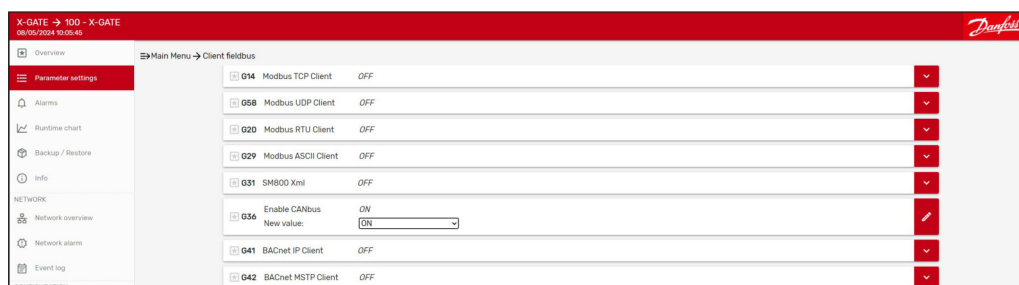 X-GATE → 100 - X-GATE
08/05/2024 10:05:45
Danfoss
Overview
Parameter settings
Alarms
Runtime chart
Backup / Restore
Info
NETWORK
Network overview
Network alarm
Event log
Main Menu → Client fieldbus
G14 Modbus TCP Client OFF
G58 Modbus UDP Client OFF
G20 Modbus RTU Client OFF
G29 Modbus ASCII Client OFF
G31 SM800 Xml OFF
G36 Enable CANbus ON
New value: ON
G41 BACnet IP Client OFF
G42 BACnet MSTP Client OFF